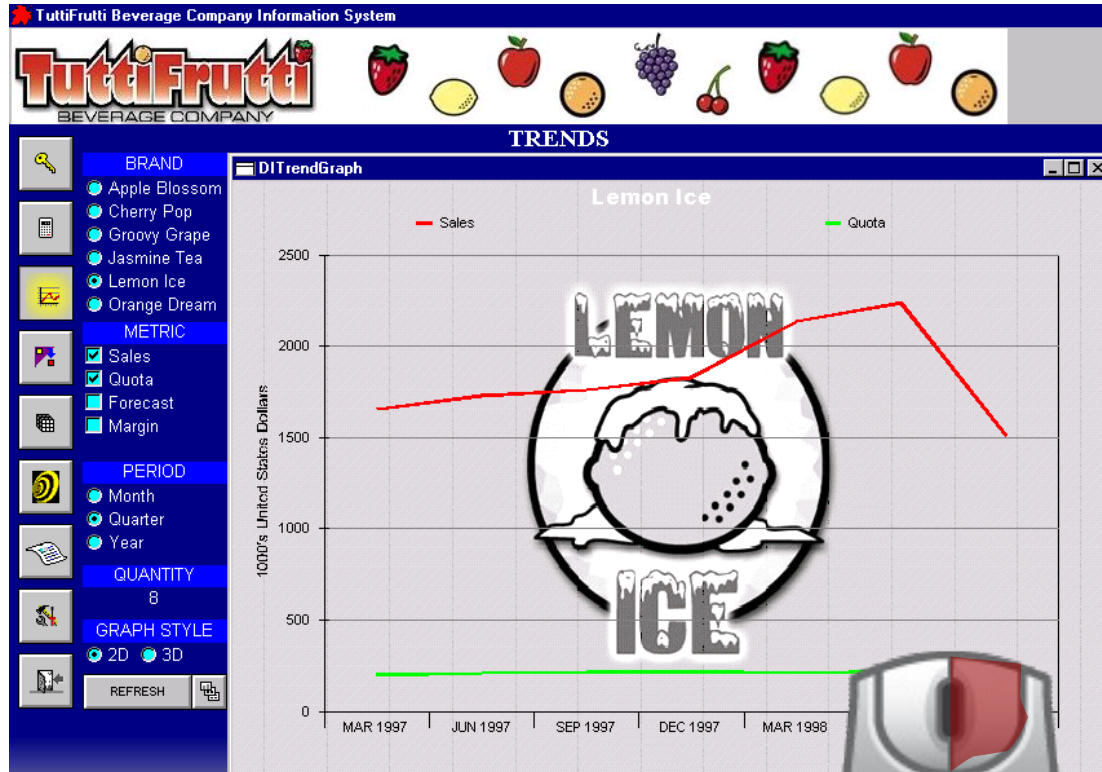 TuttiFrutti Beverage Company Information System
TuttiFrutti
BEVERAGE COMPANY
TRENDS
BRAND
Apple Blossom
Cherry Pop
Groovy Grape
Jasmine Tea
Lemon Ice
Orange Dream
METRIC
Sales
Quota
Forecast
Margin
PERIOD
Month
Quarter
Year
QUANTITY
8
GRAPH STYLE
2D 3D
REFRESH
DITrendGraph
Lemon Ice
Sales Quota
2500
2000
1500
1000
500
0
1000's United States Dollars
LEMON
ICE
MAR 1997 JUN 1997 SEP 1997 DEC 1997 MAR 1998